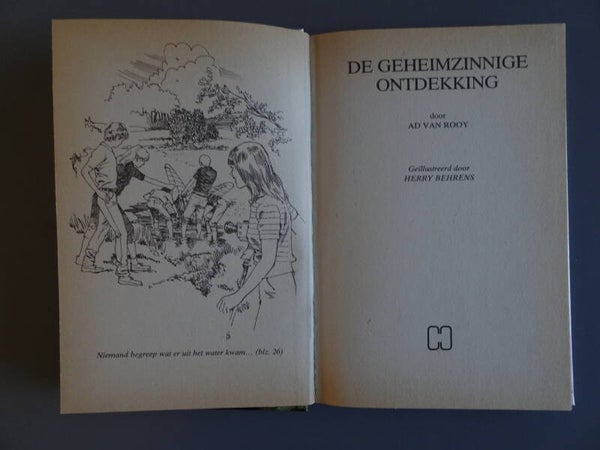 Niemand begreep wat er uit het water kwam... (blz. 26)
DE GEHEIMZINNIGE
ONTDEKKING
door
AD VAN ROOY
Geïllustreerd door
HERRY BEHRENS